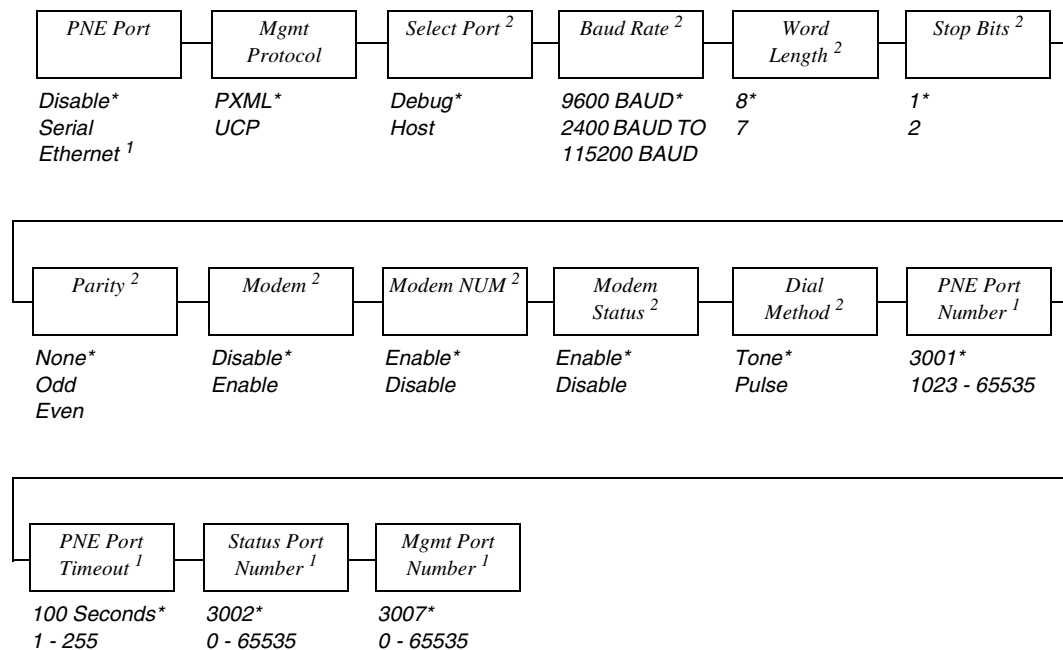 PNE Port
Mgmt
Protocol
Select Port 2
Baud Rate 2
Word
Length 2
Stop Bits 2
Disable*
Serial
Ethernet 1
PXML*
UCP
Debug*
Host
9600 BAUD*
2400 BAUD TO
115200 BAUD
8*
7
1*
2
Parity 2
Modem 2
Modem NUM 2
Modem
Status 2
Dial
Method 2
PNE Port
Number 1
None*
Odd
Even
Disable*
Enable
Enable*
Disable
Enable*
Disable
Tone*
Pulse
3001*
1023 - 65535
PNE Port
Timeout 1
Status Port
Number 1
Mgmt Port
Number 1
100 Seconds*
1 - 255
3002*
0 - 65535
3007*
0 - 65535